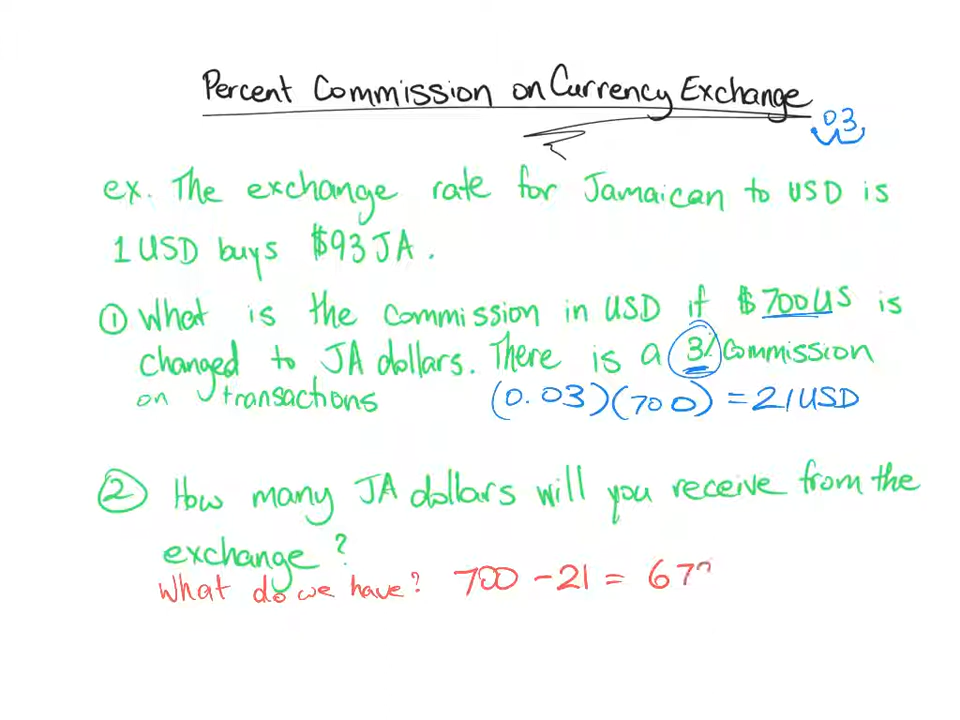 Percent Commission on Currency Exchange
03
ex. The exchange rate for Jamaican to USD is
1 USD buys $93 JA.
① What is the commission in USD if $700US is
changed to JA dollars. There is a 3% commission
on transactions (0.03)(700) = 21USD
② How many JA dollars will you receive from the
exchange?
What do we have? 700 - 21 = 67